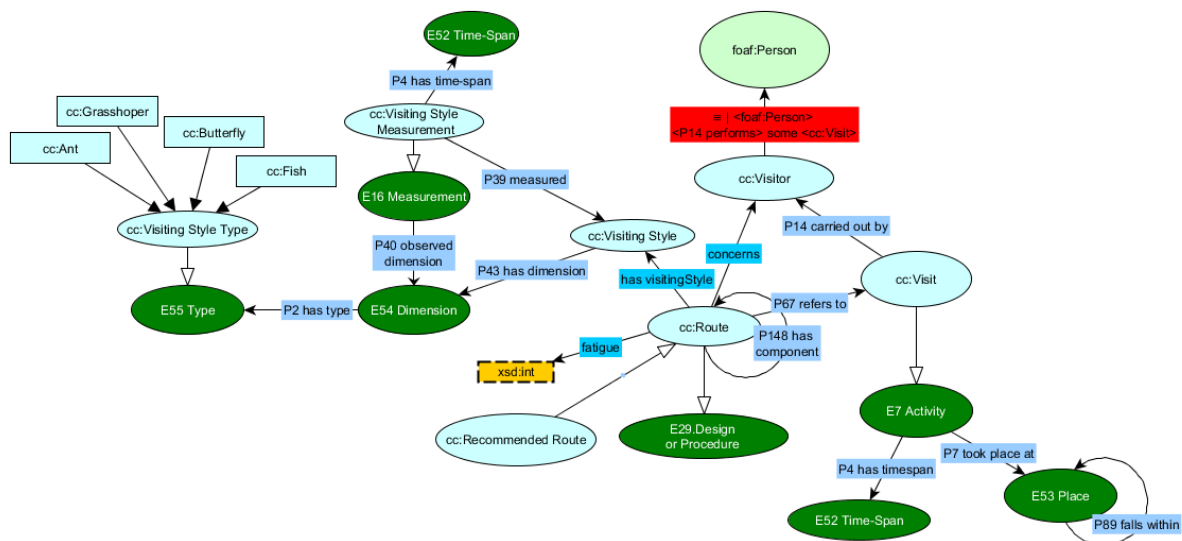 E52 Time-Span
foaf:Person
P4 has time-span
cc:Grasshoper
cc:Visiting Style
Measurement
≡ | <foaf:Person>
<P14 performs> some <cc:Visit>
cc:Butterfly
cc:Ant
cc:Fish
P39 measured
cc:Visitor
E16 Measurement
cc:Visiting Style Type
cc:Visiting Style
P14 carried out by
P40 observed
dimension
concerns
P43 has dimension
has visitingStyle
cc:Visit
E55 Type
P2 has type
E54 Dimension
P67 refers to
cc:Route
P148 has
component
fatigue
xsd:int
E7 Activity
cc:Recommended Route
E29.Design
or Procedure
P7 took place at
P4 has timespan
E53 Place
E52 Time-Span
P89 falls within